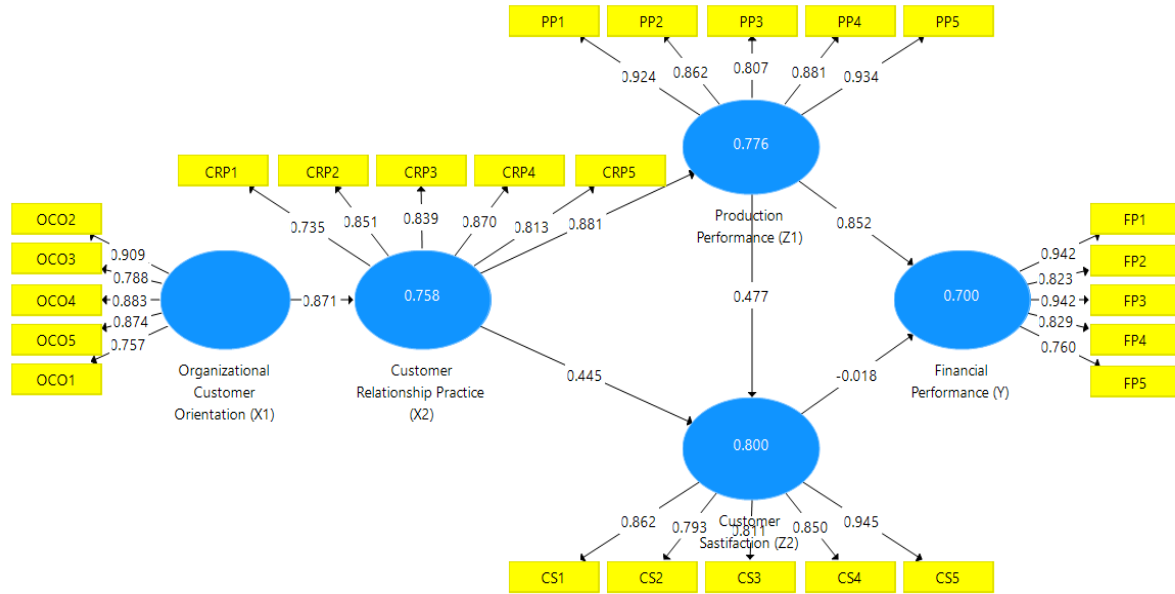 PP1 PP2 PP3 PP4 PP5
0.924 0.862 0.807 0.881 0.934
0.776
Production
Performance (Z1)
CRP1 CRP2 CRP3 CRP4 CRP5
0.735 0.851 0.839 0.870 0.813 0.881
OCO2
OCO3
OCO4
OCO5
OCO1
0.909
0.788
0.883
0.874
0.757
Organizational
Customer
Orientation (X1)
0.871
0.758
Customer
Relationship Practice
(X2)
0.852
0.477
0.445
-0.018
0.700
Financial
Performance (Y)
0.942
0.823
0.942
0.829
0.760
FP1
FP2
FP3
FP4
FP5
0.800
Customer
Sastifaction (Z2)
0.862 0.793 0.811 0.850 0.945
CS1 CS2 CS3 CS4 CS5